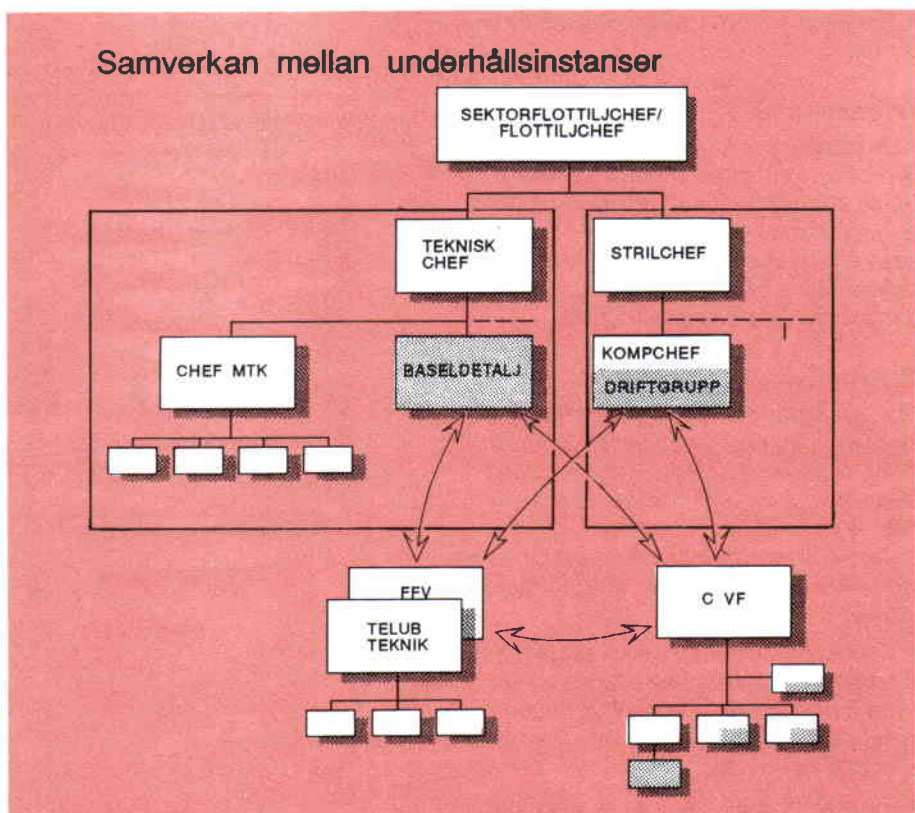 Samverkan mellan underhållsinstanser
SEKTORFLOTTILJCHEF/
FLOTTILJCHEF
TEKNISK
CHEF
STRILCHEF
CHEF MTK
BASELDETALJ
KOMPCHEF
DRIFTGRUPP
FFV
TELUB
TEKNIK
C VF